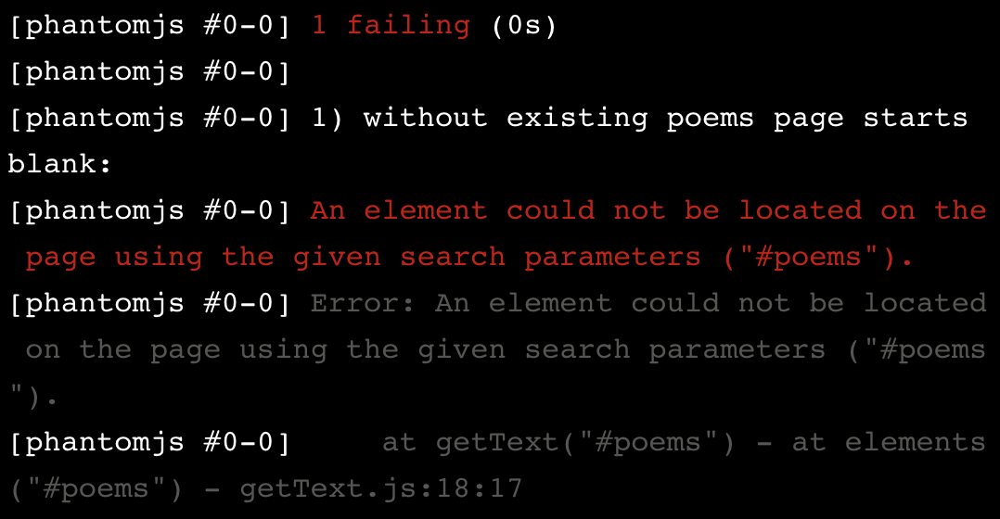 [phantomjs #0-0] 1 failing (0s)
[phantomjs #0-0]
[phantomjs #0-0] 1) without existing poems page starts
blank:
[phantomjs #0-0] An element could not be located on the
page using the given search parameters ("#poems").
[phantomjs #0-0] Error: An element could not be located
on the page using the given search parameters ("#poems
").
[phantomjs #0-0]     at getText("#poems") - at elements
("#poems") - getText.js:18:17